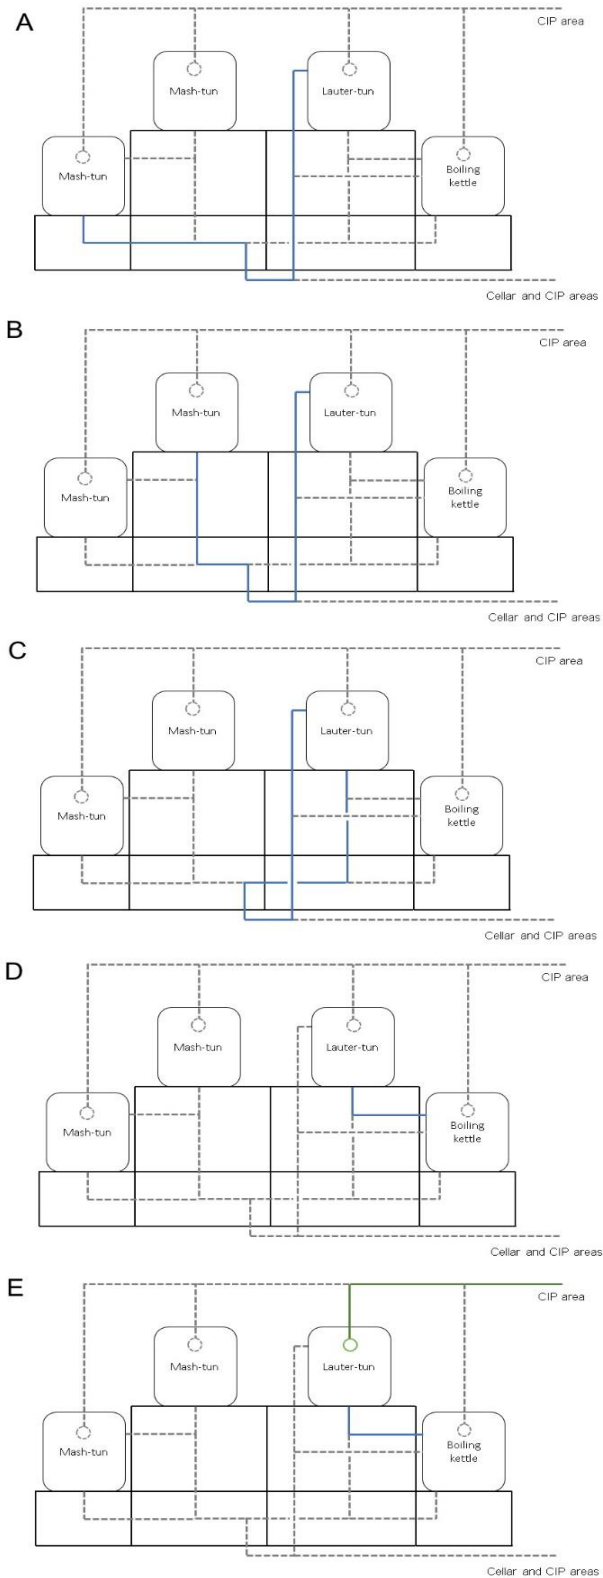 A
CIP area
Mash-tun
Lauter-tun
Mash-tun
Boiling
kettle
Cellar and CIP areas
B
CIP area
Mash-tun
Lauter-tun
Mash-tun
Boiling
kettle
Cellar and CIP areas
C
CIP area
Mash-tun
Lauter-tun
Mash-tun
Boiling
kettle
Cellar and CIP areas
D
CIP area
Mash-tun
Lauter-tun
Mash-tun
Boiling
kettle
Cellar and CIP areas
E
CIP area
Mash-tun
Lauter-tun
Mash-tun
Boiling
kettle
Cellar and CIP areas